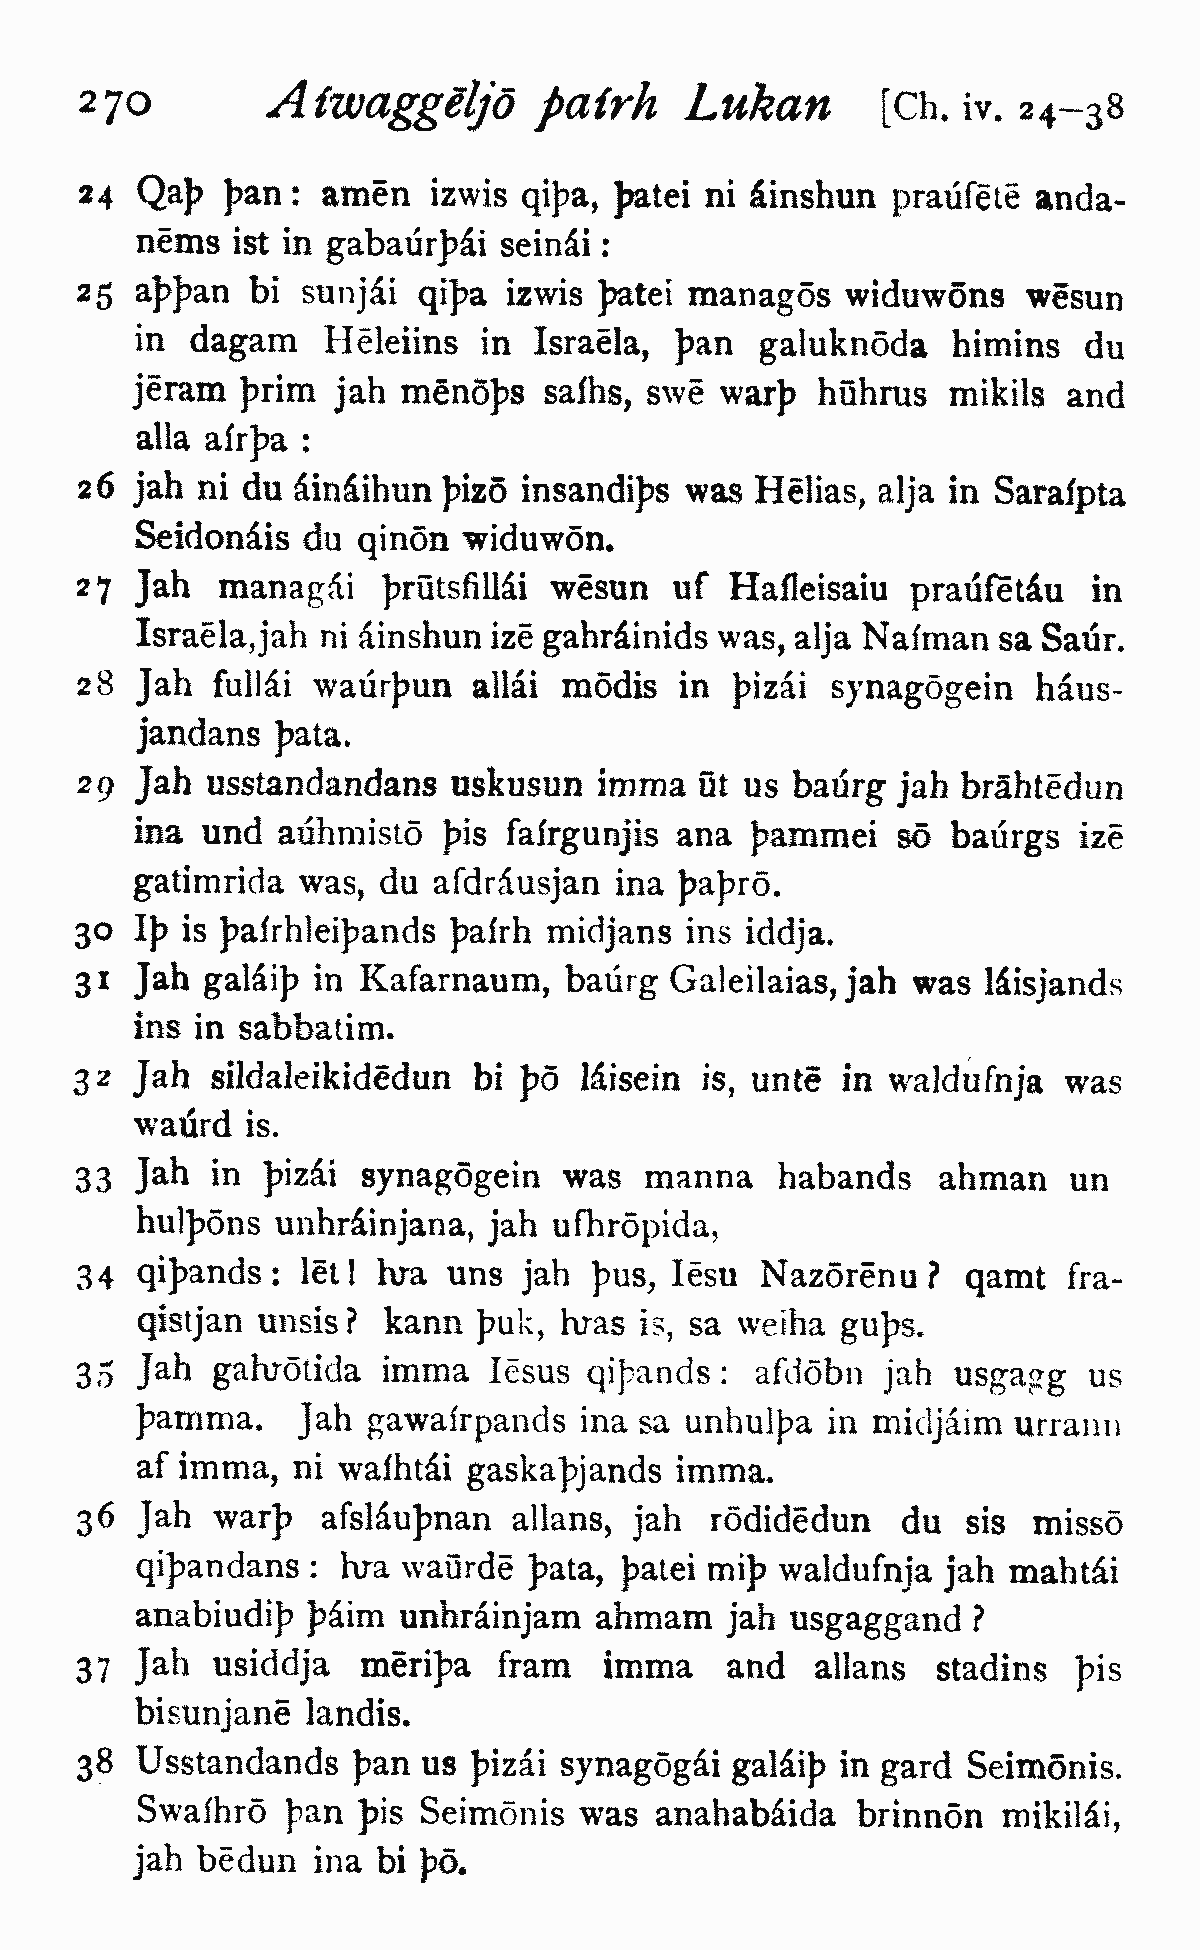 270 Aíwaggēljō þaírh Lukan [Ch. iv. 24–38
24 Qaþ þan: amēn izwis qiþa, þatei ni áinshun praúfētē anda-
nēms ist in gabaúrþái seinái:
25 aþþan bi sunjái qiþa izwis þatei managōs widuwōns wēsun
in dagam Hēleiins in Israēla, þan galuknōda himins du
jēram þrim jah mēnōþs saíhs, swē warþ hūhrus mikils and
alla aírþa:
26 jah ni du áináihun þizō insandiþs was Hēlias, alja in Saraípta
Seidonáis du qinōn widuwōn.
27 Jah managái þrūtsfillái wēsun uf Haíleisaiu praúfētáu in
Israēla, jah ni áinshun izē gahráinids was, alja Naíman sa Saúr.
28 Jah fullái waúrþun allái mōdis in þizái synagōgein háus-
jandans þata.
29 Jah usstandandans uskusun imma ūt us baúrg jah brāhtēdun
ina und aúhmistō þis faírgunjis ana þammei sō baúrgs izē
gatimrida was, du afdráusjan ina þaþrō.
30 Iþ is þaírhleiþands þaírh midjans ins iddja.
31 Jah galáiþ in Kafarnaum, baúrg Galeilaias, jah was láisjands
ins in sabbatim.
32 Jah sildaleikidēdun bi þō láisein is, untē in waldufnja was
waúrd is.
33 Jah in þizái synagōgein was manna habands ahman un
hulþōns unhráinjana, jah ufhrōpida,
34 qiþands: lēt! ƕa uns jah þus, Iēsu Nazōrēnu? qamt fra-
qistjan unsis? kann þuk, ƕas is, sa weiha guþs.
35 Jah gaƕōtida imma Iēsus qiþands: afdōbn jah usgagg us
þamma. Jah gawaírpands ina sa unhulþa in midjáim urrann
af imma, ni waíhtái gaskaþjands imma.
36 Jah warþ afsláuþnan allans, jah rōdidēdun du sis missō
qiþandans: ƕa waūrdē þata, þatei miþ waldufnja jah mahtái
anabiudiþ þáim unhráinjam ahmam jah usgaggand?
37 Jah usiddja mēriþa fram imma and allans stadins þis
bisunjanē landis.
38 Usstandands þan us þizái synagōgái galáiþ in gard Seimōnis.
Swaíhrō þan þis Seimōnis was anahabáida brinnōn mikilái,
jah bēdun ina bi þō.